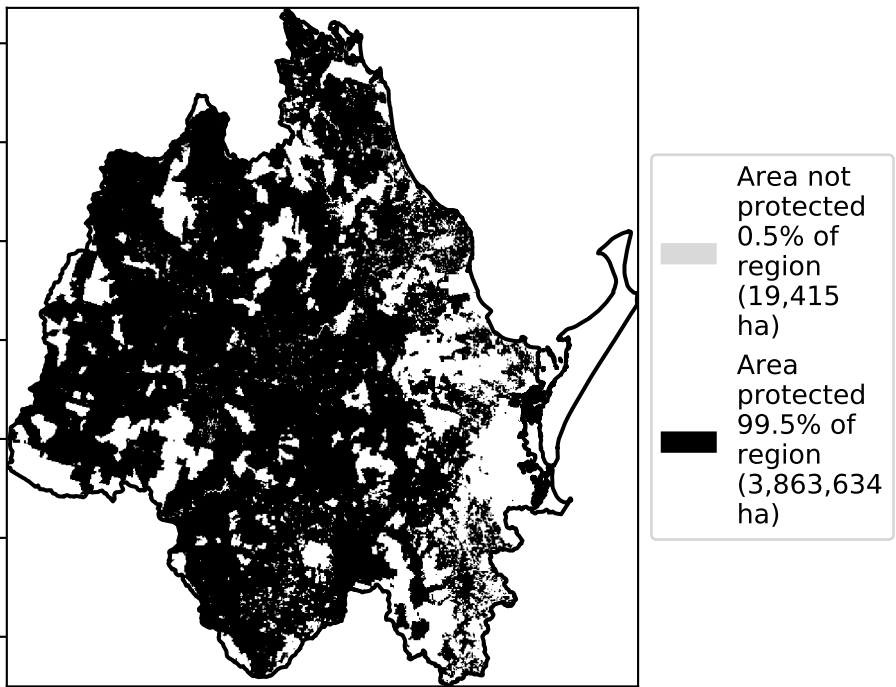 Area not
protected
0.5% of
region
(19,415
ha)
Area
protected
99.5% of
region
(3,863,634
ha)